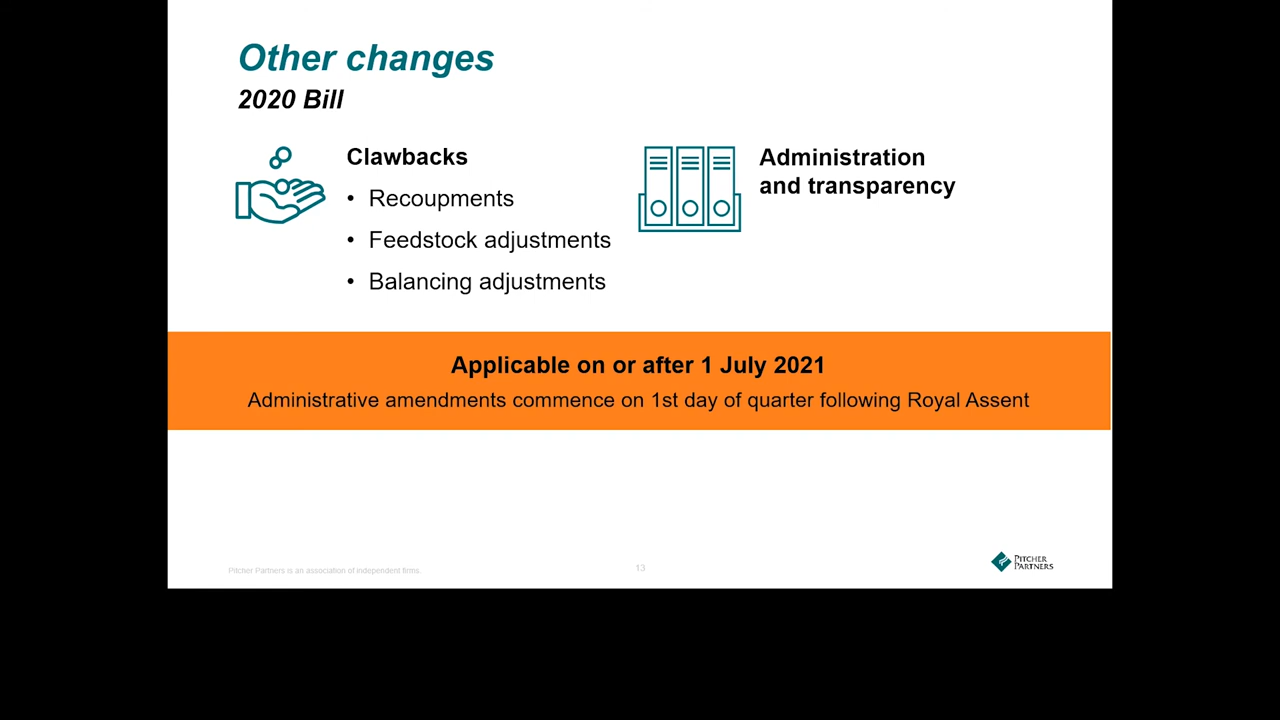 Other changes
2020 Bill
Clawbacks
• Recoupments
• Feedstock adjustments
• Balancing adjustments
Administration
and transparency
Applicable on or after 1 July 2021
Administrative amendments commence on 1st day of quarter following Royal Assent
Pitcher Partners is an association of independent firms.
13
PITCHER
PARTNERS